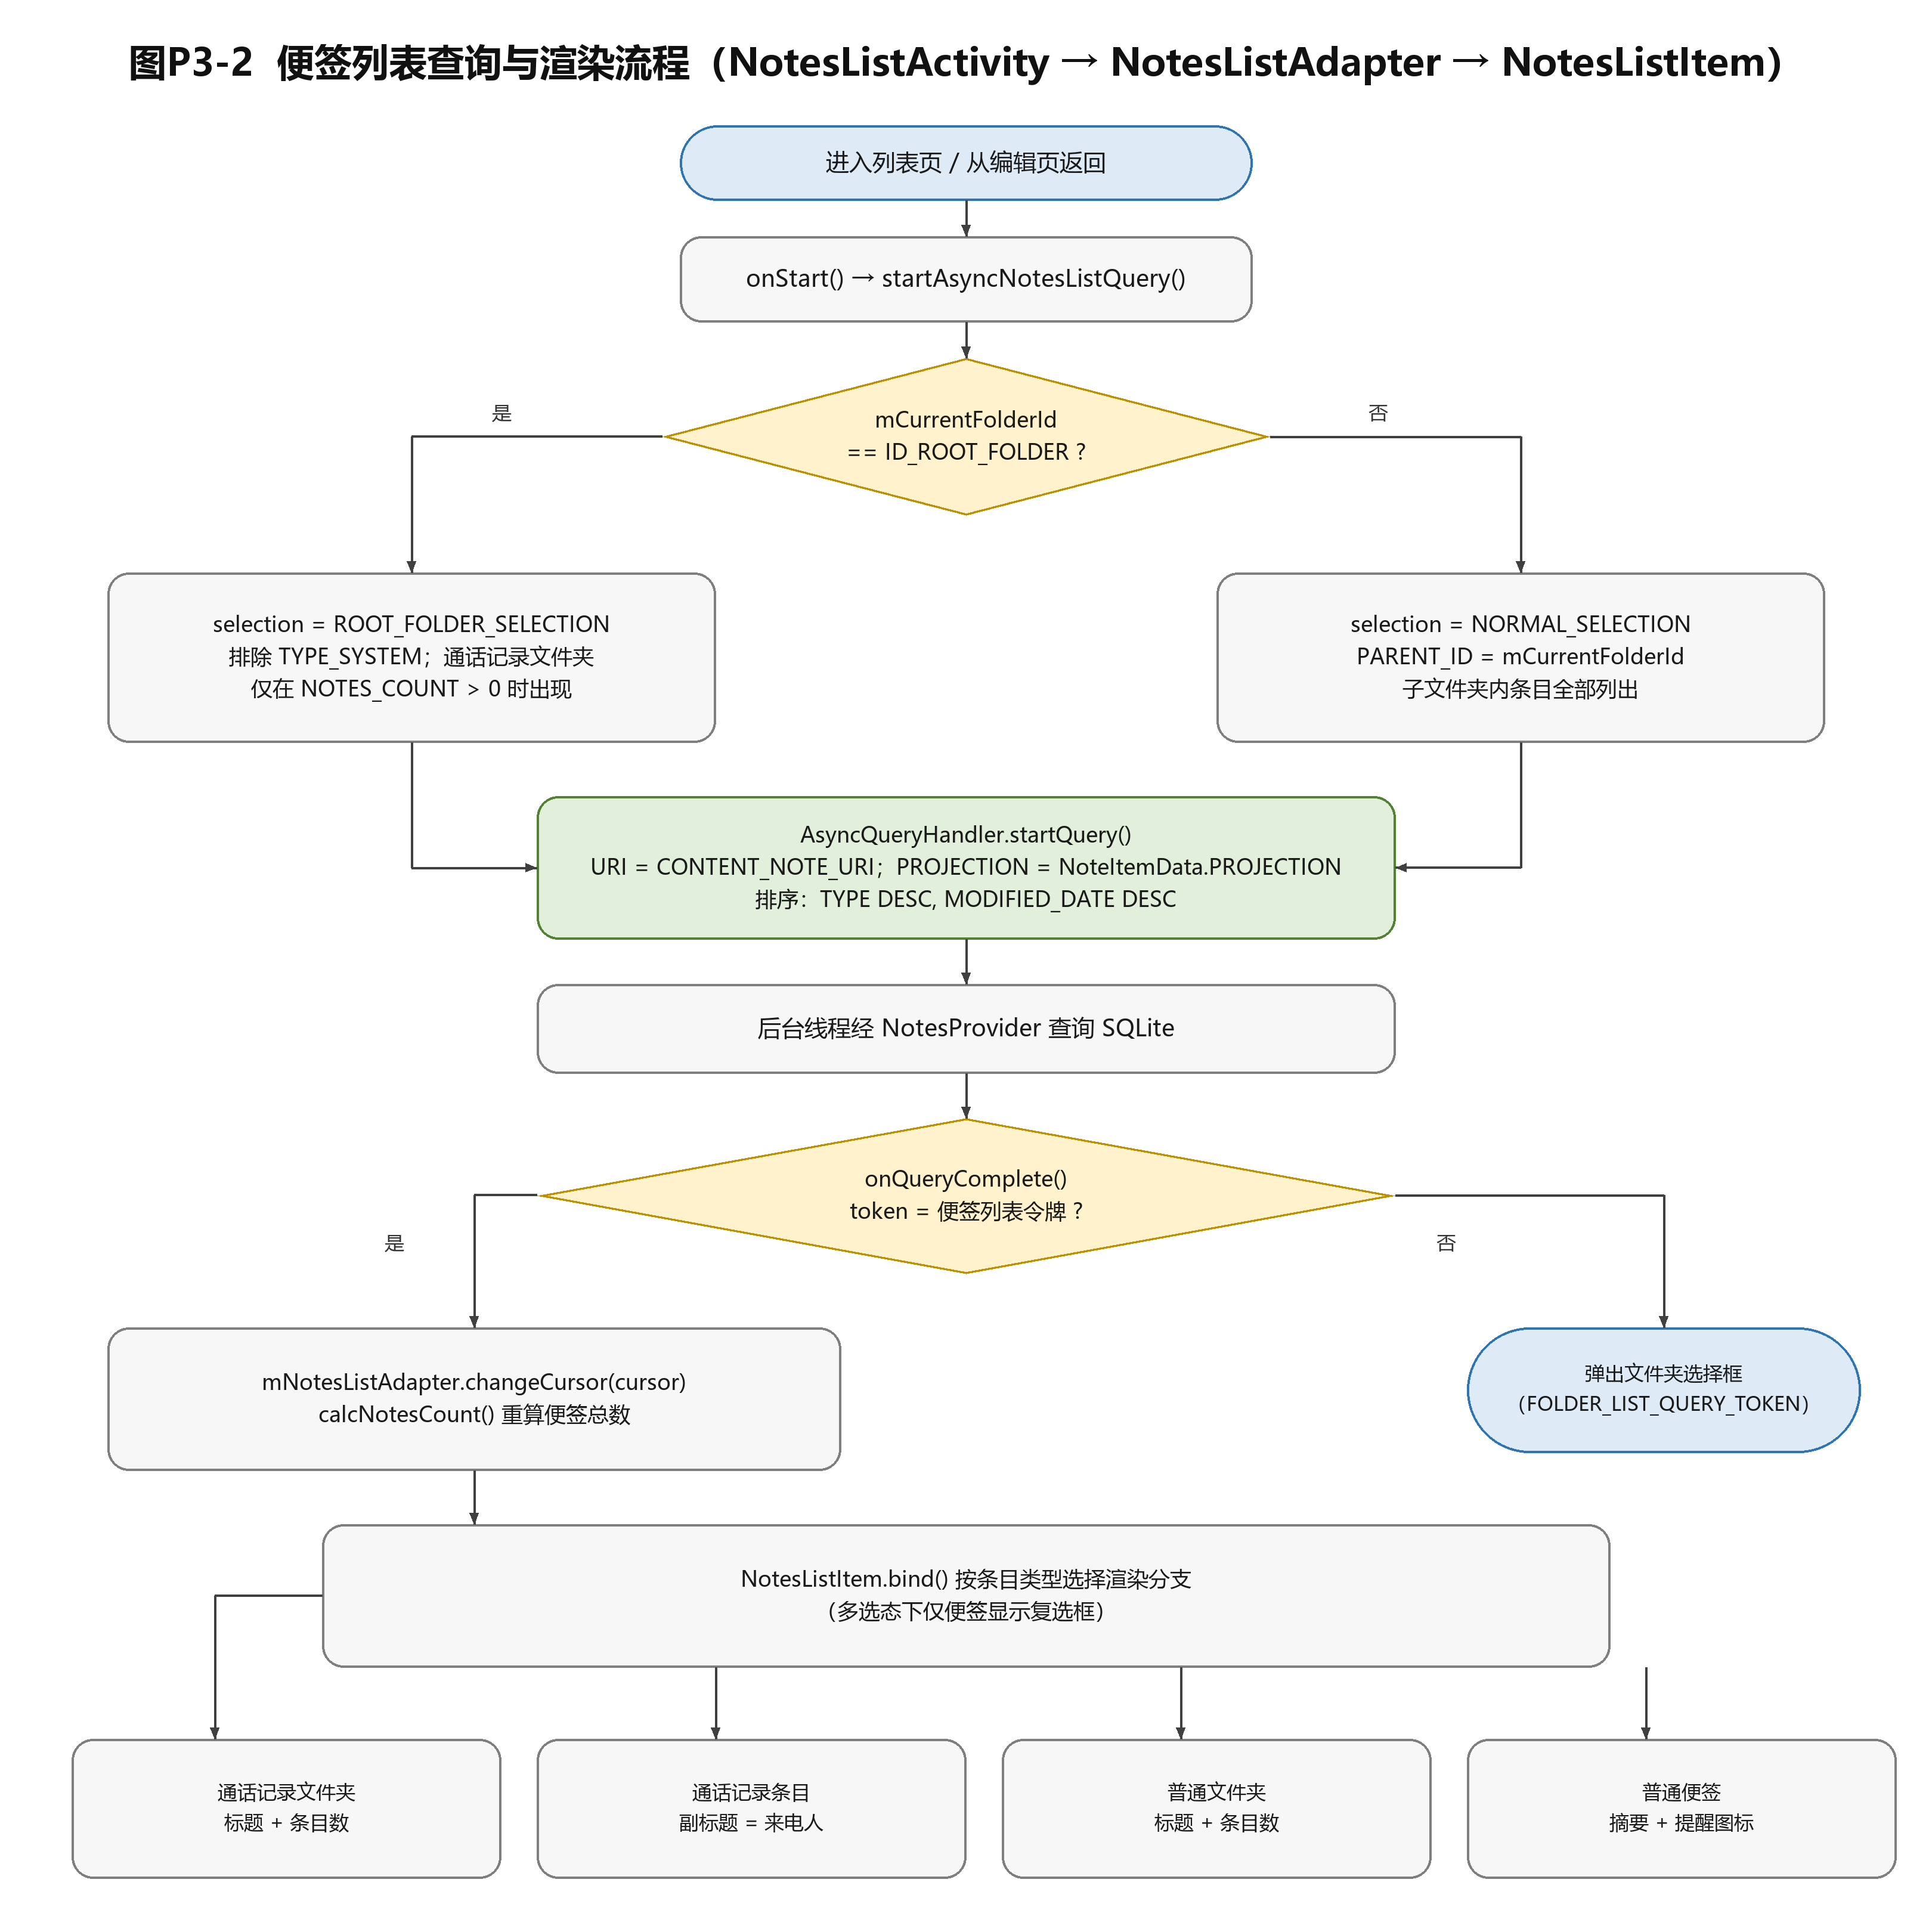 图P3-2 便签列表查询与渲染流程（NotesListActivity → NotesListAdapter → NotesListItem）
进入列表页 / 从编辑页返回
onStart() → startAsyncNotesListQuery()
mCurrentFolderId
== ID_ROOT_FOLDER ?
是
否
selection = ROOT_FOLDER_SELECTION
排除 TYPE_SYSTEM；通话记录文件夹
仅在 NOTES_COUNT > 0 时出现
selection = NORMAL_SELECTION
PARENT_ID = mCurrentFolderId
子文件夹内条目全部列出
AsyncQueryHandler.startQuery()
URI = CONTENT_NOTE_URI；PROJECTION = NoteItemData.PROJECTION
排序：TYPE DESC, MODIFIED_DATE DESC
后台线程经 NotesProvider 查询 SQLite
onQueryComplete()
token = 便签列表令牌 ?
是
否
mNotesListAdapter.changeCursor(cursor)
calcNotesCount() 重算便签总数
弹出文件夹选择框
（FOLDER_LIST_QUERY_TOKEN）
NotesListItem.bind() 按条目类型选择渲染分支
（多选态下仅便签显示复选框）
通话记录文件夹
标题 + 条目数
通话记录条目
副标题 = 来电人
普通文件夹
标题 + 条目数
普通便签
摘要 + 提醒图标